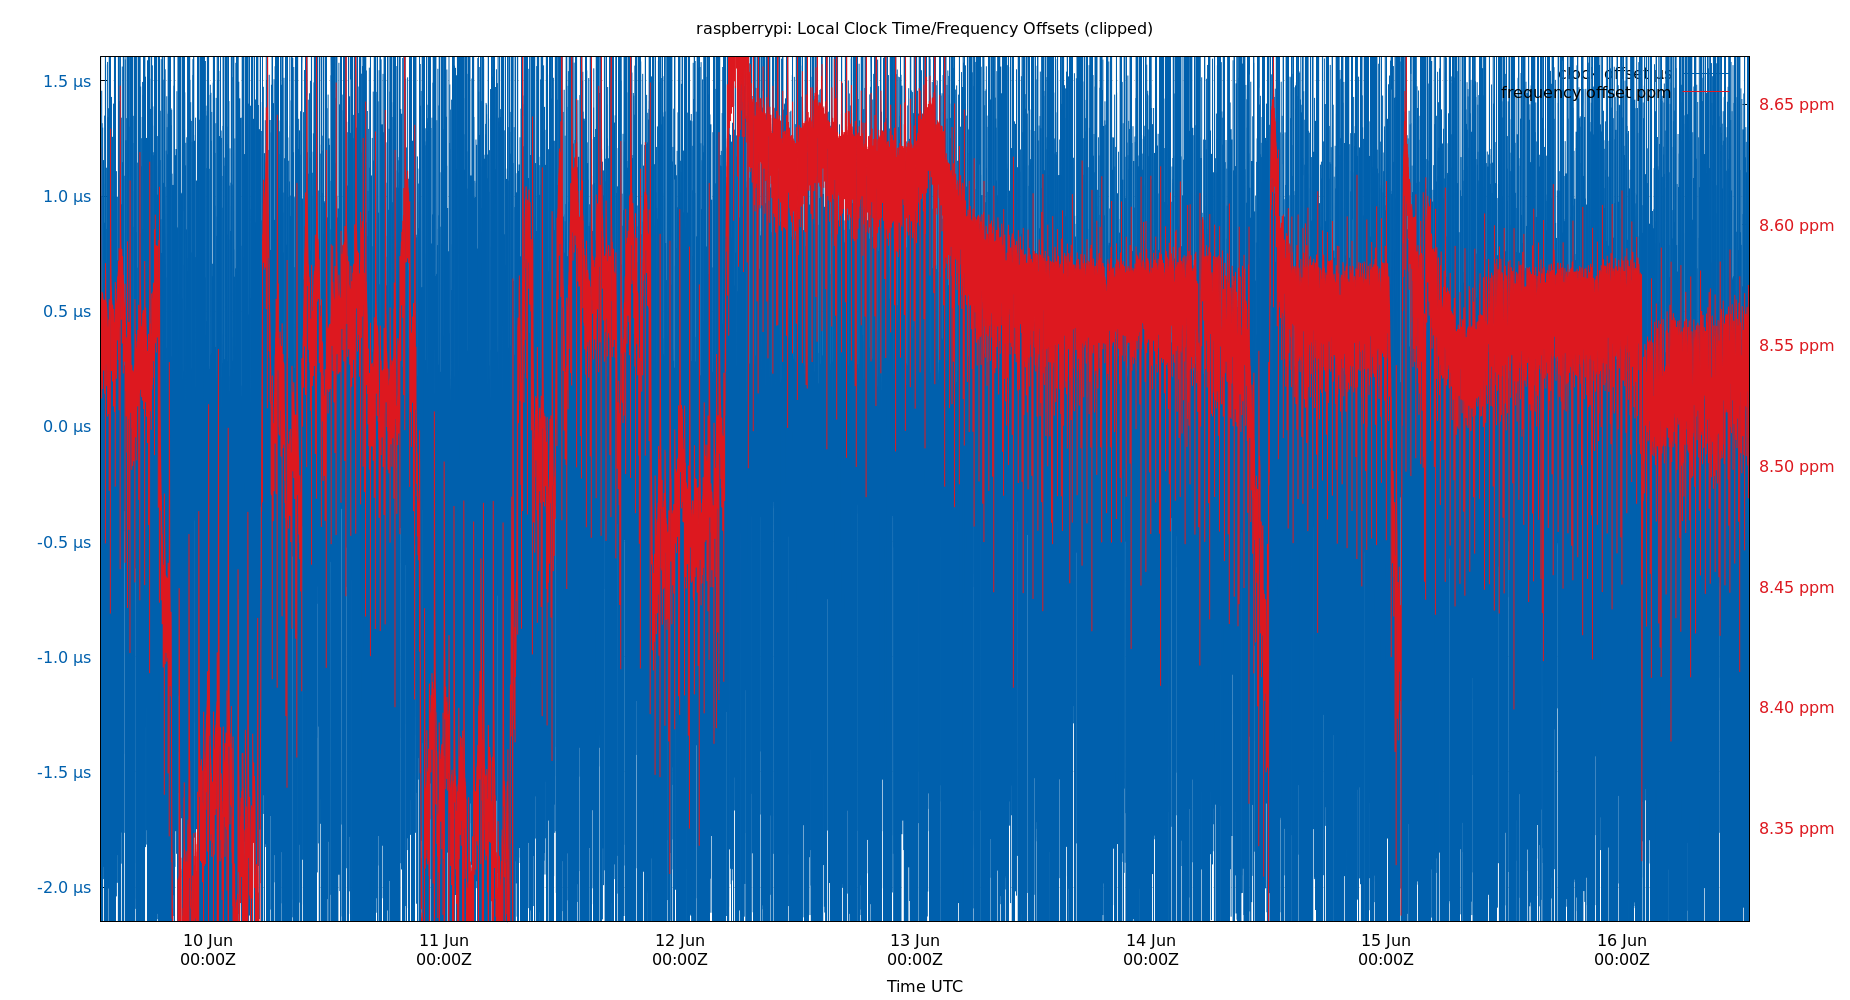 raspberrypi: Local Clock Time/Frequency Offsets (clipped)
clock offset µs
frequency offset ppm
1.5 µs
1.0 µs
0.5 µs
0.0 µs
-0.5 µs
-1.0 µs
-1.5 µs
-2.0 µs
8.65 ppm
8.60 ppm
8.55 ppm
8.50 ppm
8.45 ppm
8.40 ppm
8.35 ppm
10 Jun
00:00Z
11 Jun
00:00Z
12 Jun
00:00Z
13 Jun
00:00Z
14 Jun
00:00Z
15 Jun
00:00Z
16 Jun
00:00Z
Time UTC